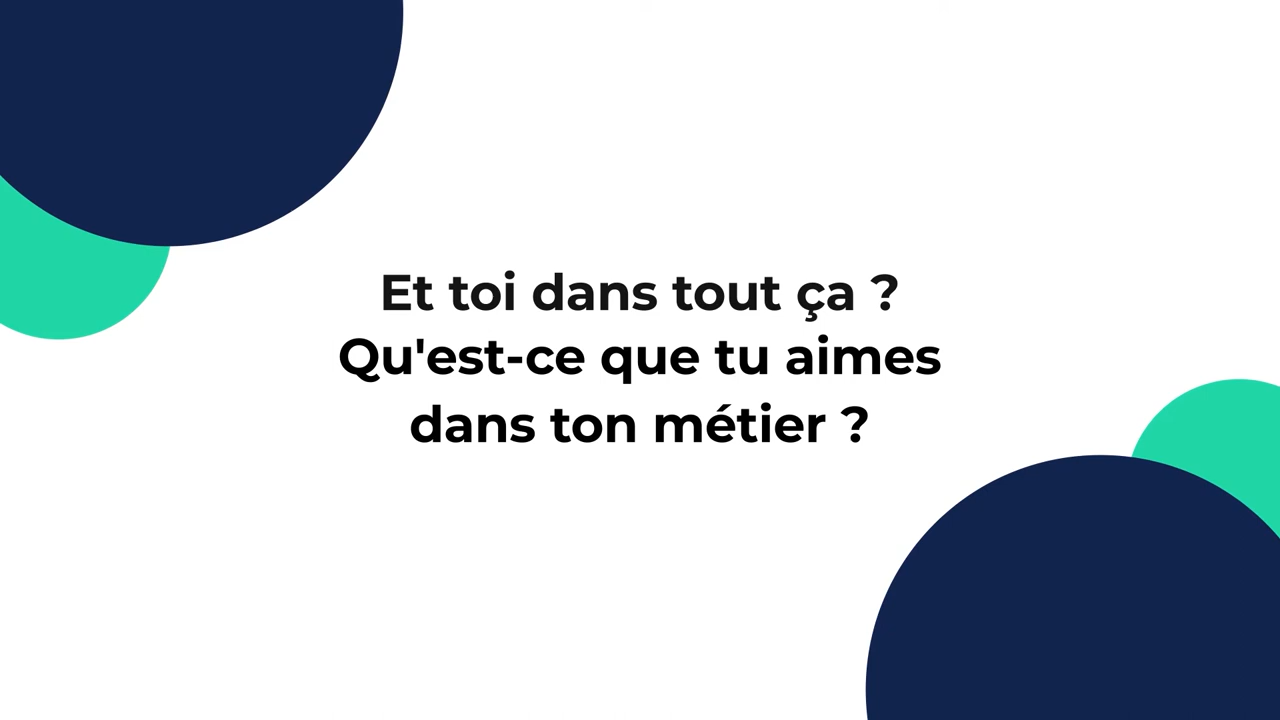 Et toi dans tout ça ?
Qu'est-ce que tu aimes
dans ton métier ?